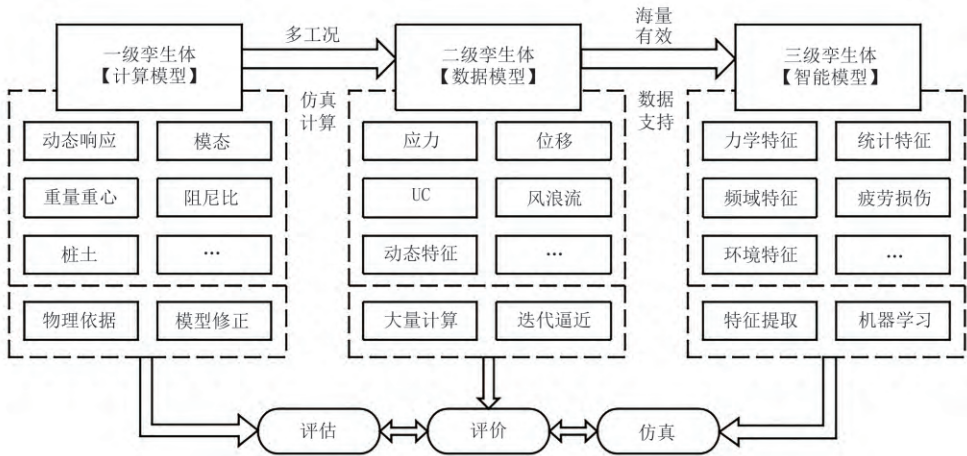 一级孪生体
【计算模型】
多工况
仿真
计算
二级孪生体
【数据模型】
海量
有效
数据
支持
三级孪生体
【智能模型】
动态响应
模态
重量重心
阻尼比
桩土
…
物理依据
模型修正
应力
位移
UC
风浪流
动态特征
…
大量计算
迭代逼近
力学特征
统计特征
频域特征
疲劳损伤
环境特征
…
特征提取
机器学习
评估
评价
仿真